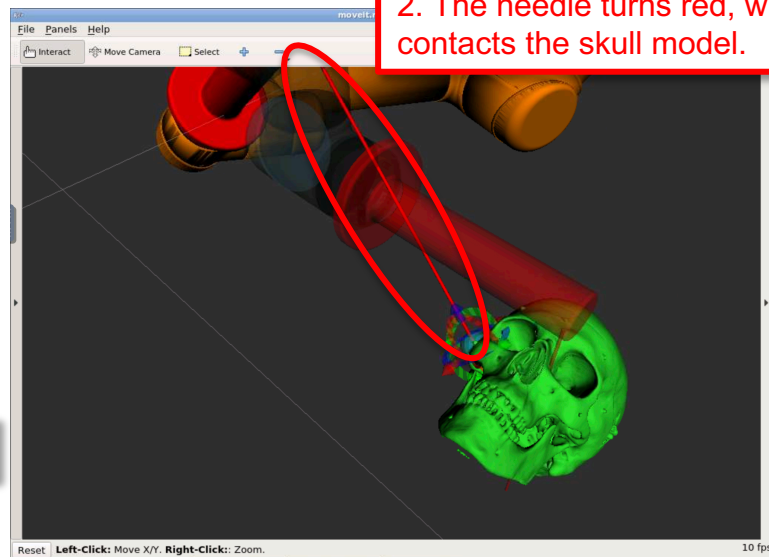 moveit.r
2. The needle turns red, w
contacts the skull model.
File Panels Help
Interact Move Camera Select
Reset Left-Click: Move X/Y. Right-Click:: Zoom.
10 fps